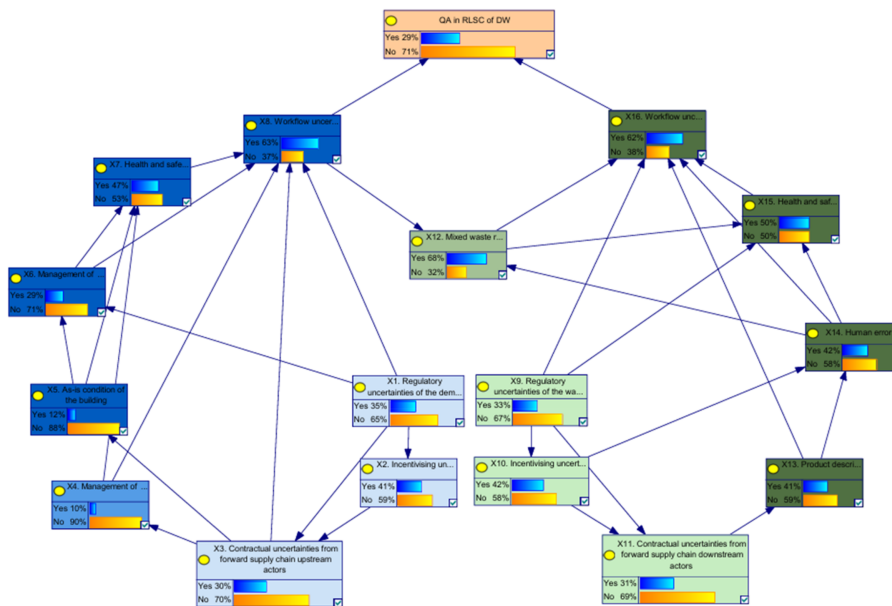 QA in RLSC of DW
Yes 29%
No 71%
X8. Workflow uncer...
Yes 63%
No 37%
X16. Workflow unc...
Yes 62%
No 38%
X7. Health and safe...
Yes 47%
No 53%
X15. Health and saf...
Yes 50%
No 50%
X12. Mixed waste r...
Yes 68%
No 32%
X6. Management of ...
Yes 29%
No 71%
X14. Human error
Yes 42%
No 58%
X1. Regulatory
uncertainties of the dem...
Yes 35%
No 65%
X9. Regulatory
uncertainties of the wa...
Yes 33%
No 67%
X5. As-is condition of
the building
Yes 12%
No 88%
X2. Incentivising un...
Yes 41%
No 59%
X10. Incentivising uncert...
Yes 42%
No 58%
X13. Product descri...
Yes 41%
No 59%
X4. Management of ...
Yes 10%
No 90%
X3. Contractual uncertainties from
forward supply chain upstream
actors
Yes 30%
No 70%
X11. Contractual uncertainties from
forward supply chain downstream
actors
Yes 31%
No 69%